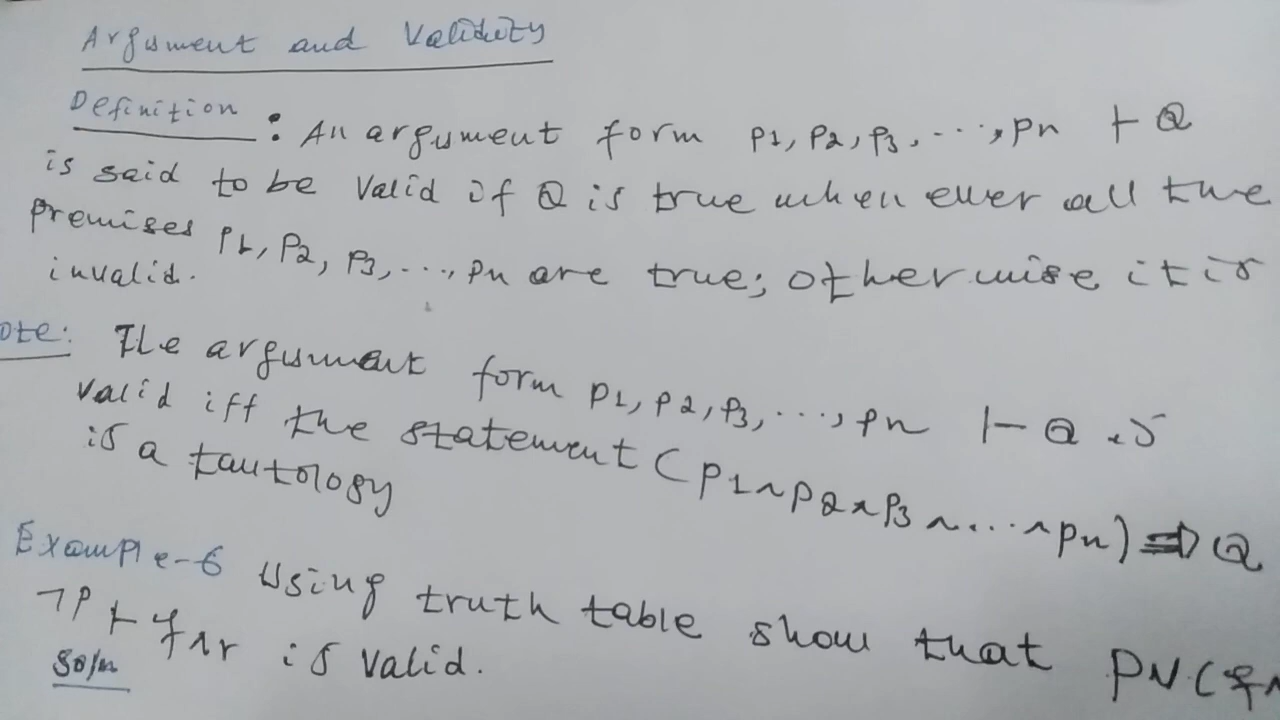 Argument and Validity
Definition: An argument form P1, P2, P3, ..., Pn ⊢ Q
is said to be Valid if Q is true when ever all the
premises P1, P2, P3, ..., Pn are true; otherwise it is
invalid.
ote: The argument form P1, P2, P3, ..., Pn ⊢ Q is
valid iff the statement (P1 ∧ P2 ∧ P3 ∧ ... ∧ Pn) ⇒ Q
is a tautology
Example-6 Using truth table show that P∨(q∧
¬P ⊢ q∧r is valid.
Soln